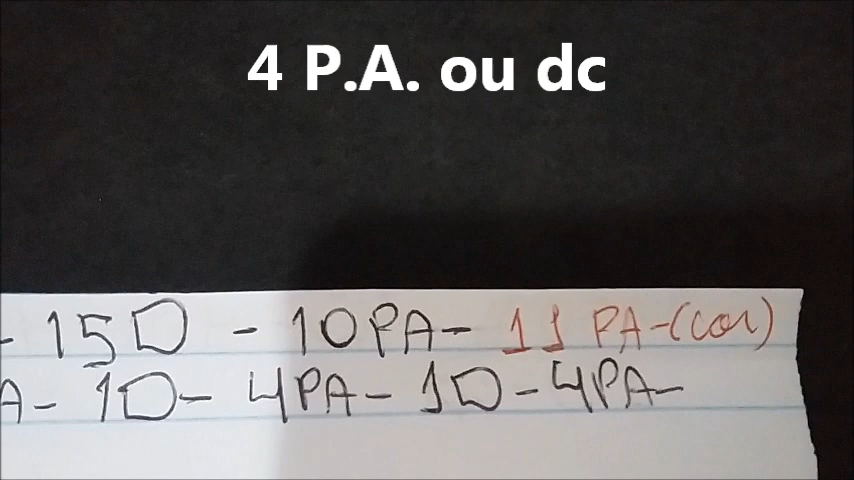 4 P.A. ou dc
- 15D - 10PA - 11 PA - (cor)
A - 1D - 4PA - 1D - 4PA -